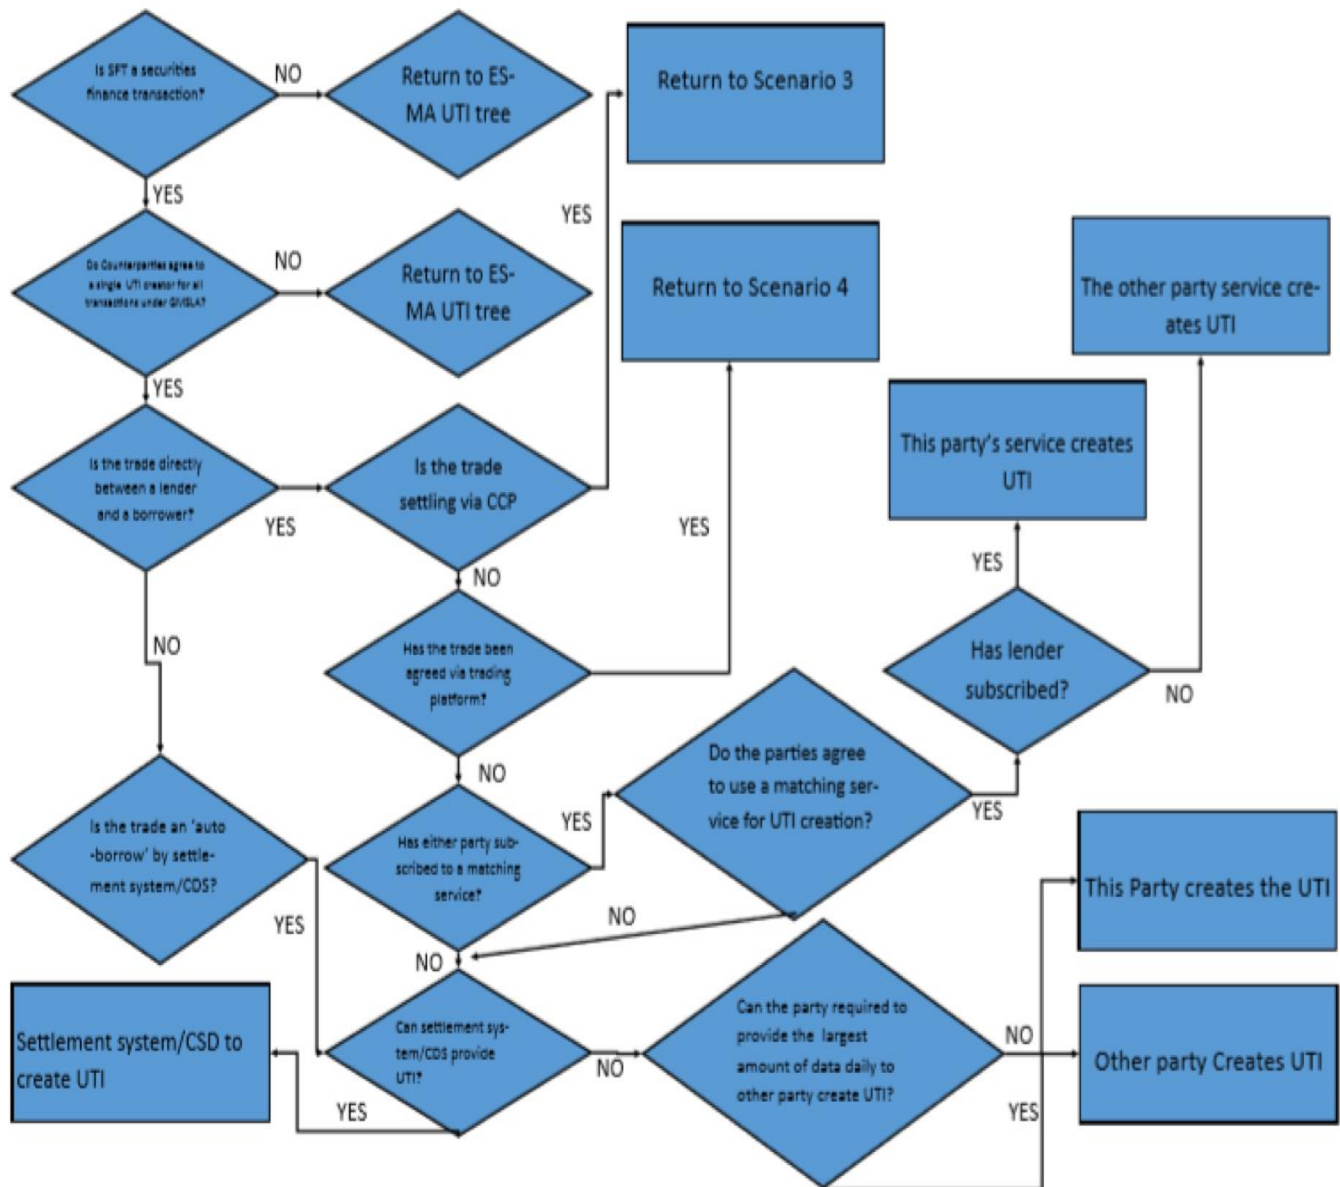 Is SFT a securities
finance transaction?
NO
Return to ES-
MA UTI tree
Return to Scenario 3
YES
YES
Do Counterparties agree to
a single UTI creator for all
transactions under GMSLA?
NO
Return to ES-
MA UTI tree
Return to Scenario 4
The other party service cre-
ates UTI
YES
Is the trade directly
between a lender
and a borrower?
YES
Is the trade
settling via CCP
YES
This party's service creates
UTI
NO
YES
NO
Has the trade been
agreed via trading
platform?
Has lender
subscribed?
NO
NO
Do the parties agree
to use a matching ser-
vice for UTI creation?
YES
Is the trade an 'auto
-borrow' by settle-
ment system/CDS?
YES
Has either party sub-
scribed to a matching
service?
YES
NO
NO
This Party creates the UTI
Settlement system/CSD to
create UTI
YES
Can settlement sys-
tem/CDS provide
UTI?
NO
Can the party required to
provide the largest
amount of data daily to
other party create UTI?
NO
YES
Other party Creates UTI